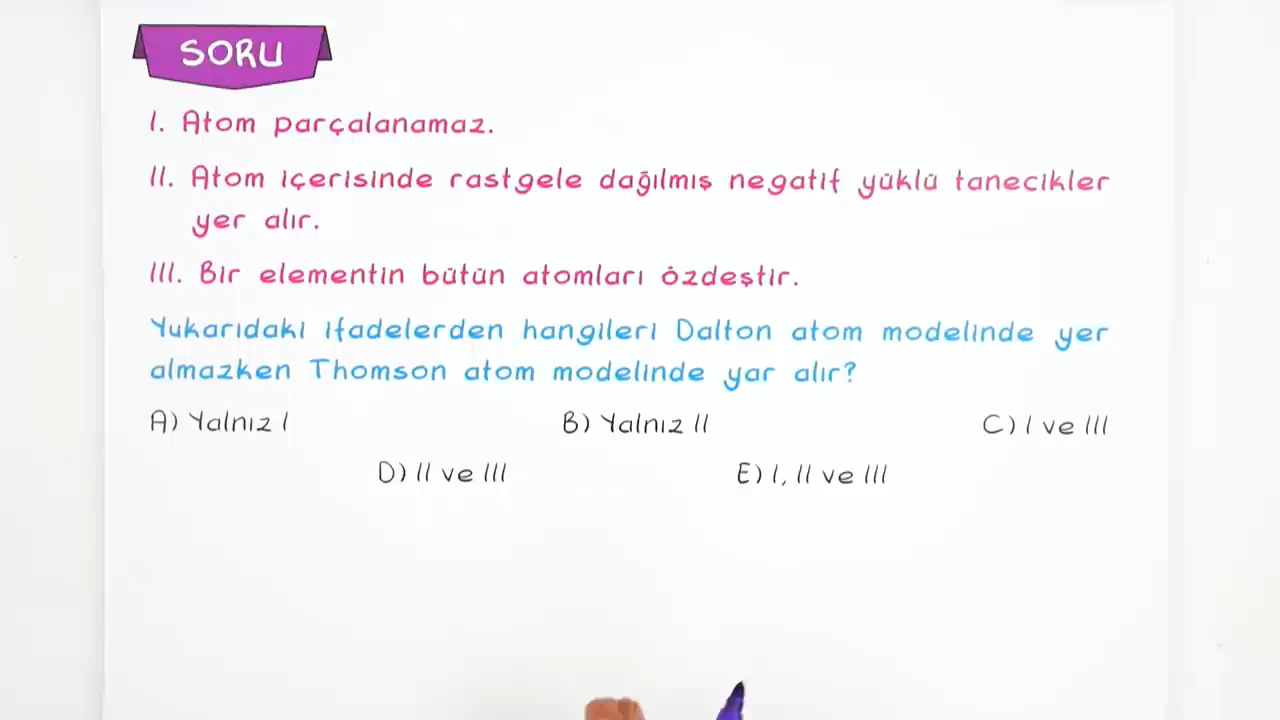 SORU
I. Atom parçalanamaz.
II. Atom içerisinde rastgele dağılmış negatif yüklü tanecikler
yer alır.
III. Bir elementin bütün atomları özdeştir.
Yukarıdaki ifadelerden hangileri Dalton atom modelinde yer
almazken Thomson atom modelinde yar alır?
A) Yalnız I B) Yalnız II C) I ve III
D) II ve III E) I, II ve III